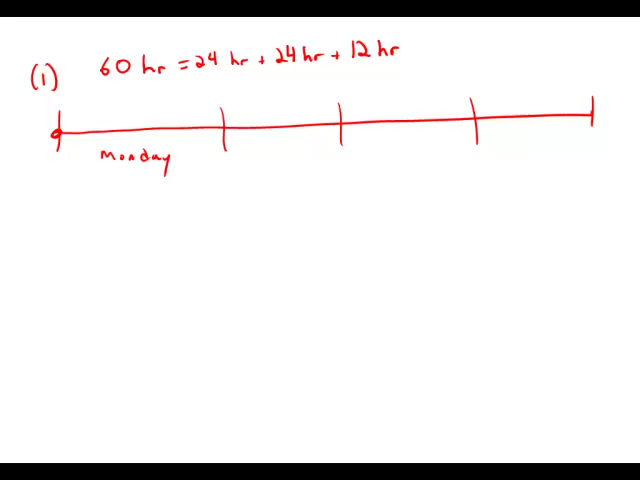 (1) 60 hr = 24 hr + 24 hr + 12 hr
monday